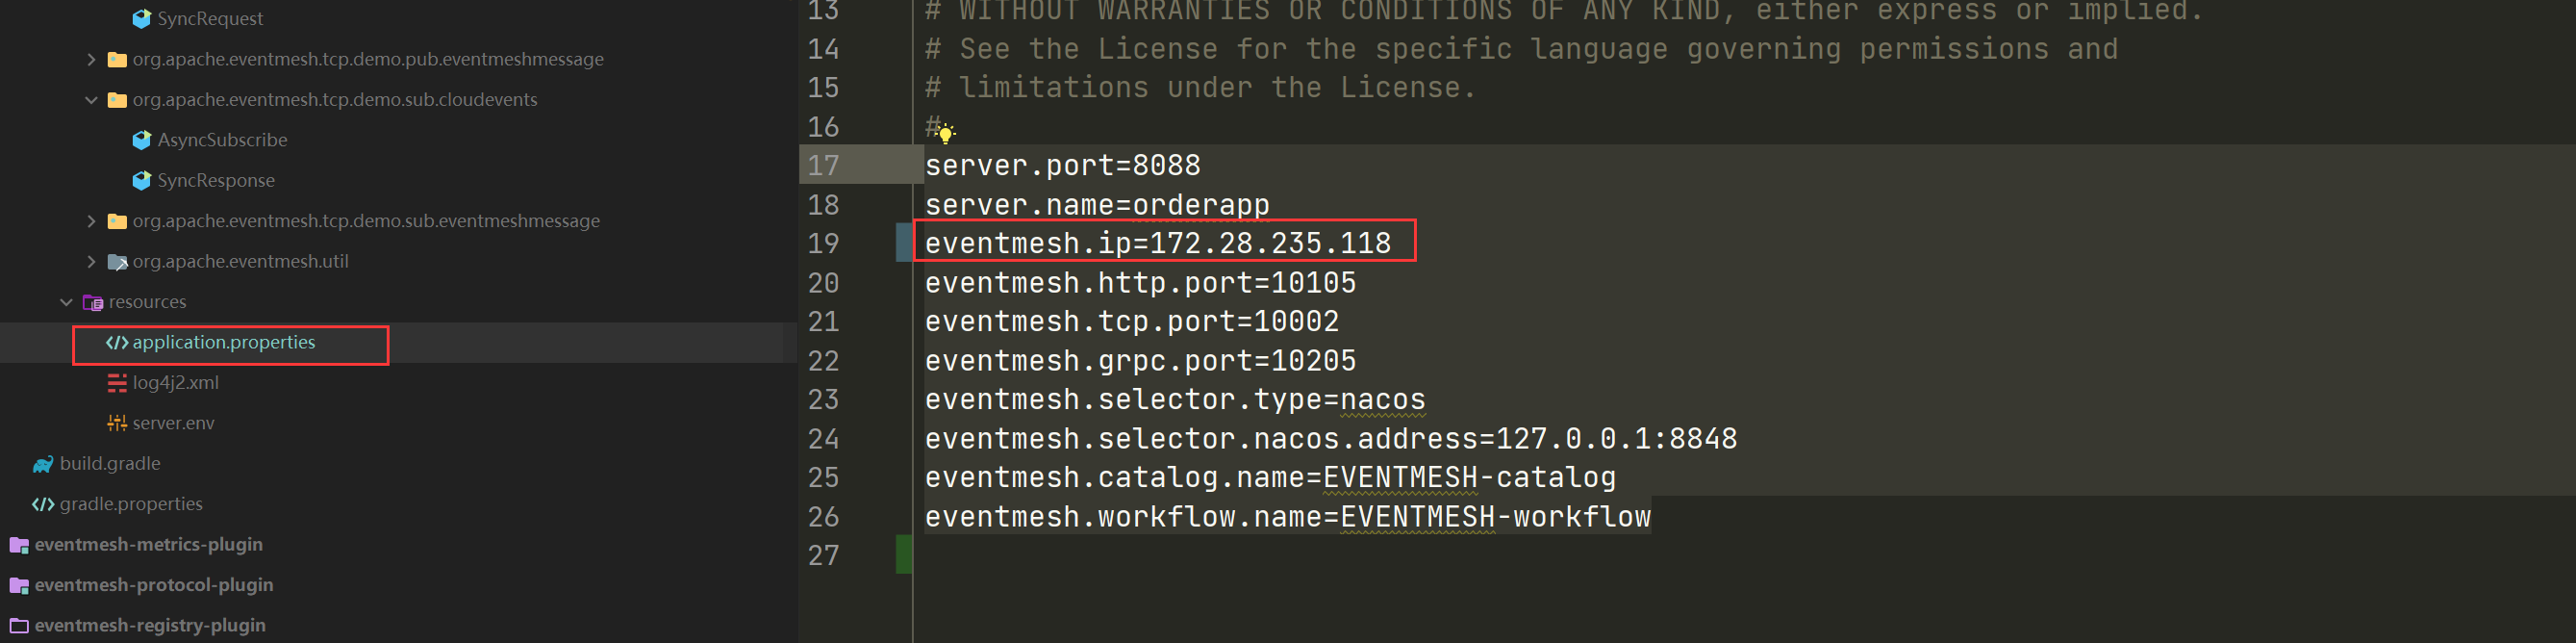 SyncRequest
org.apache.eventmesh.tcp.demo.pub.eventmeshmessage
org.apache.eventmesh.tcp.demo.sub.cloudevents
AsyncSubscribe
SyncResponse
org.apache.eventmesh.tcp.demo.sub.eventmeshmessage
org.apache.eventmesh.util
resources
application.properties
log4j2.xml
server.env
build.gradle
gradle.properties
eventmesh-metrics-plugin
eventmesh-protocol-plugin
eventmesh-registry-plugin
13 # WITHOUT WARRANTIES OR CONDITIONS OF ANY KIND, either express or implied.
14 # See the License for the specific language governing permissions and
15 # limitations under the License.
16 #
17 server.port=8088
18 server.name=orderapp
19 eventmesh.ip=172.28.235.118
20 eventmesh.http.port=10105
21 eventmesh.tcp.port=10002
22 eventmesh.grpc.port=10205
23 eventmesh.selector.type=nacos
24 eventmesh.selector.nacos.address=127.0.0.1:8848
25 eventmesh.catalog.name=EVENTMESH-catalog
26 eventmesh.workflow.name=EVENTMESH-workflow
27